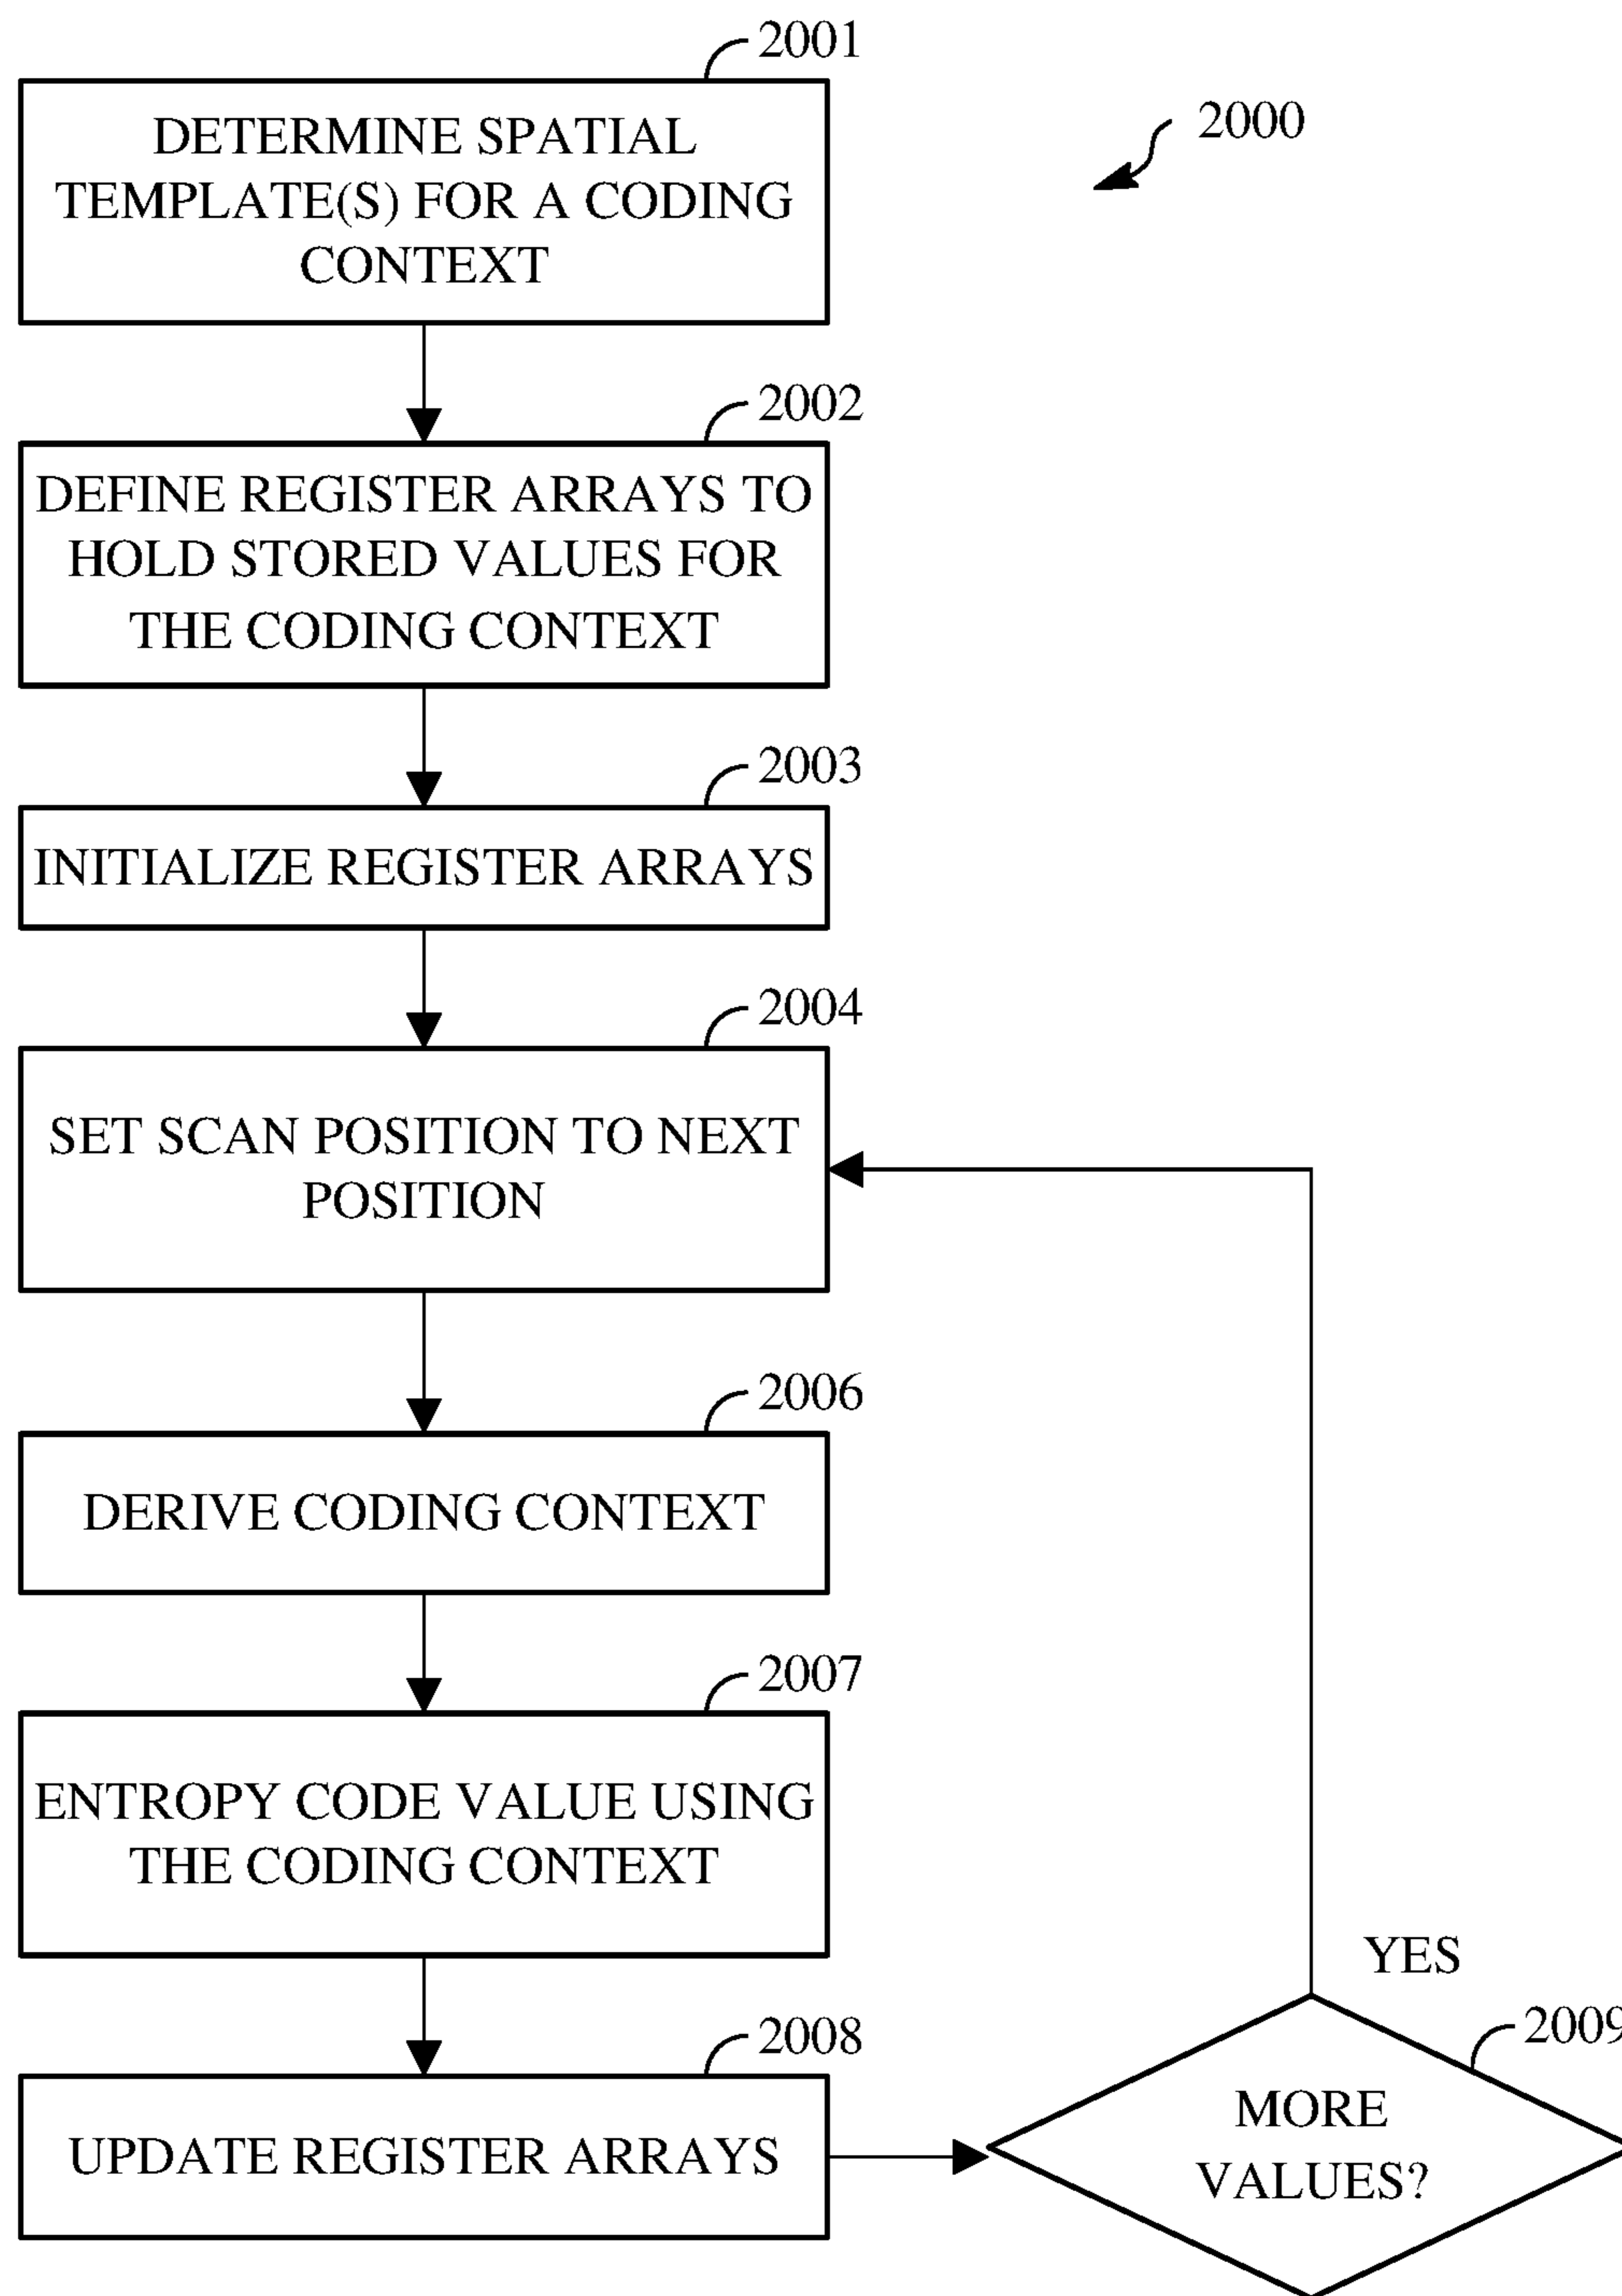 2001
2000
DETERMINE SPATIAL
TEMPLATE(S) FOR A CODING
CONTEXT
2002
DEFINE REGISTER ARRAYS TO
HOLD STORED VALUES FOR
THE CODING CONTEXT
2003
INITIALIZE REGISTER ARRAYS
2004
SET SCAN POSITION TO NEXT
POSITION
2006
DERIVE CODING CONTEXT
2007
ENTROPY CODE VALUE USING
THE CODING CONTEXT
YES
2008
2009
UPDATE REGISTER ARRAYS
MORE
VALUES?